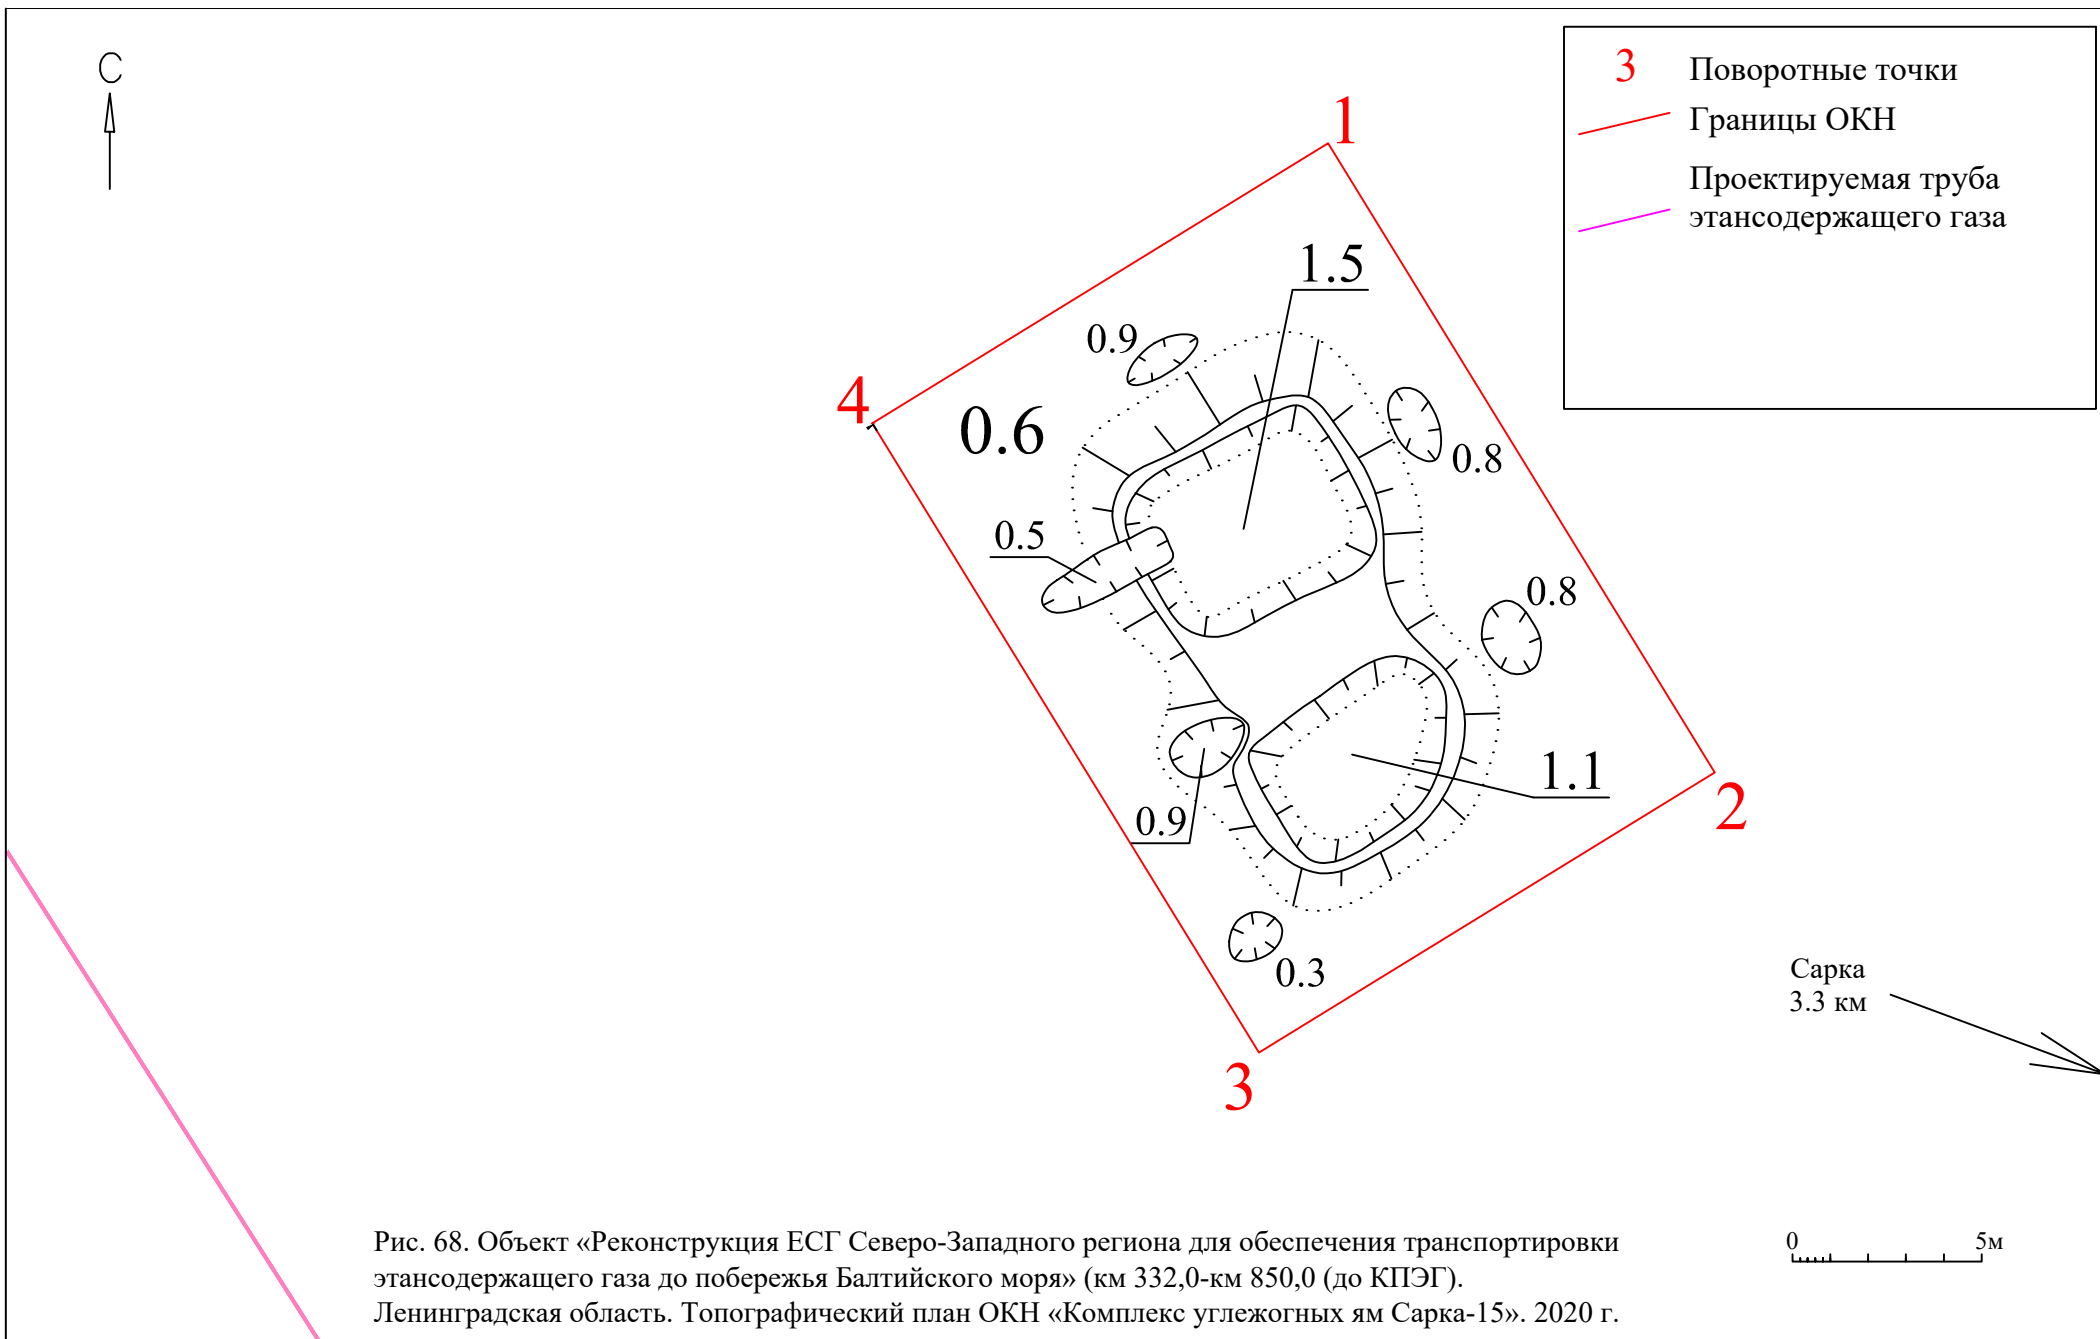 С
3 Поворотные точки
Границы ОКН
Проектируемая труба
этансодержащего газа
1
1.5
0.9
4
0.6
0.8
0.5
0.8
1.1
2
0.9
0.3
3
Сарка
3.3 км
0 5м
Рис. 68. Объект «Реконструкция ЕСГ Северо-Западного региона для обеспечения транспортировки
этансодержащего газа до побережья Балтийского моря» (км 332,0-км 850,0 (до КПЭГ).
Ленинградская область. Топографический план ОКН «Комплекс углежогных ям Сарка-15». 2020 г.